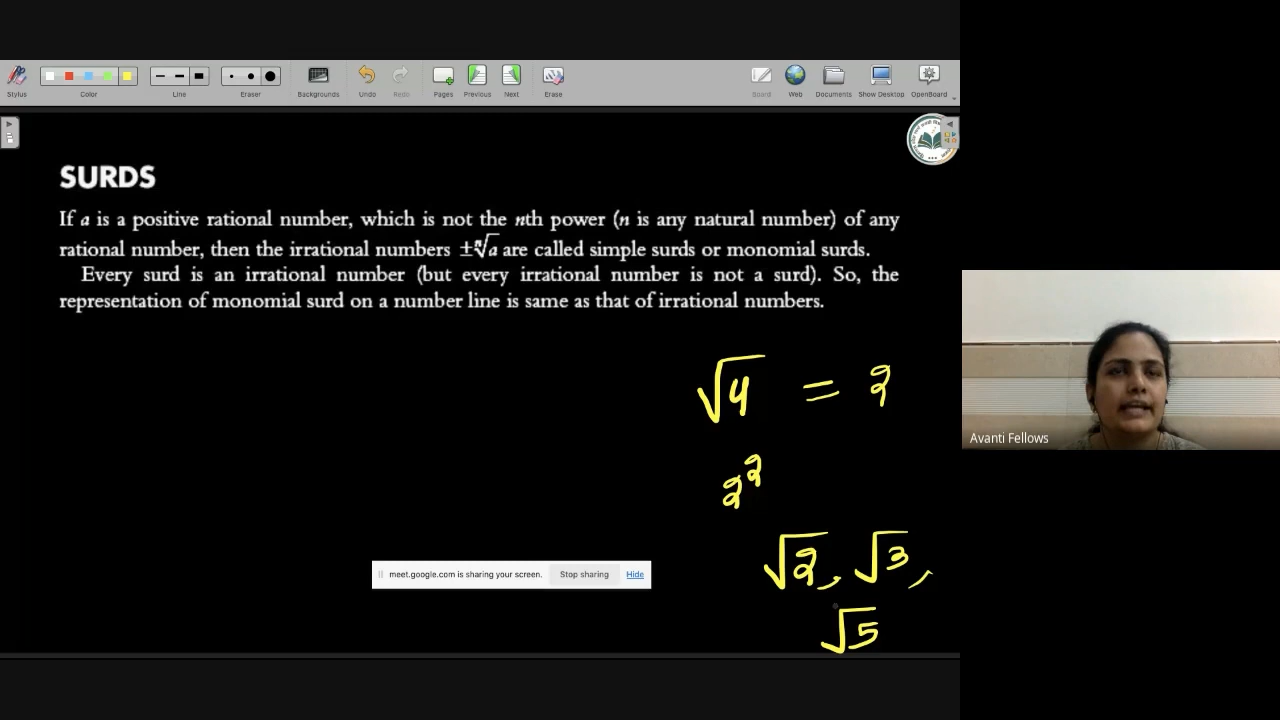 Stylus Color Line Eraser Backgrounds Undo Redo Pages Previous Next Erase Board Web Documents Show Desktop OpenBoard
SURDS
If a is a positive rational number, which is not the nth power (n is any natural number) of any
rational number, then the irrational numbers ±ⁿ√a are called simple surds or monomial surds.
Every surd is an irrational number (but every irrational number is not a surd). So, the
representation of monomial surd on a number line is same as that of irrational numbers.
√4 = 2
2²
√2, √3,
√5
meet.google.com is sharing your screen. Stop sharing Hide
Avanti Fellows